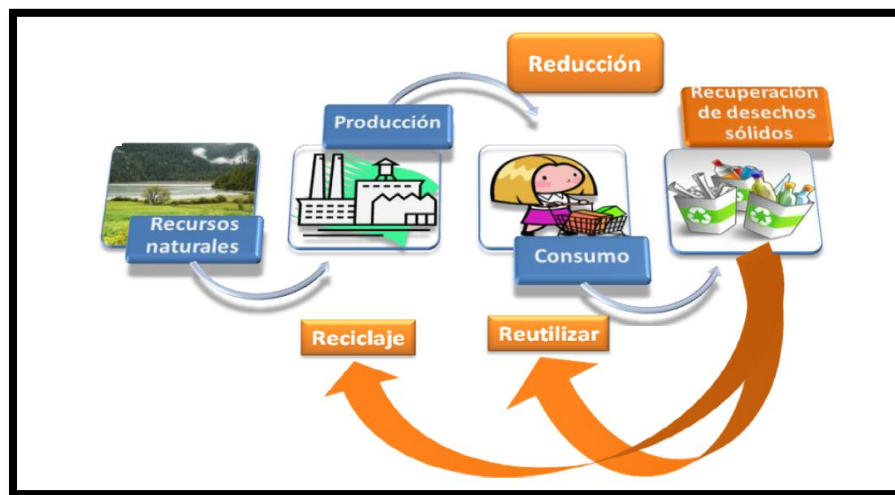 Reducción
Recuperación
de desechos
sólidos
Producción
Recursos
naturales
Consumo
Reciclaje
Reutilizar